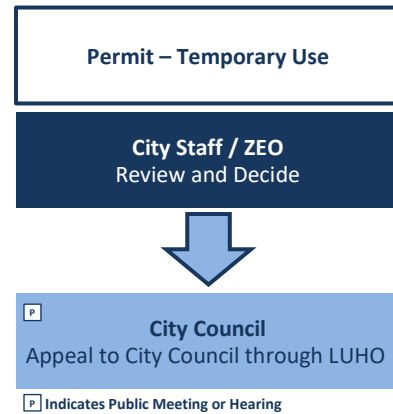 Permit – Temporary Use
City Staff / ZEO
Review and Decide
P
City Council
Appeal to City Council through LUHO
P Indicates Public Meeting or Hearing